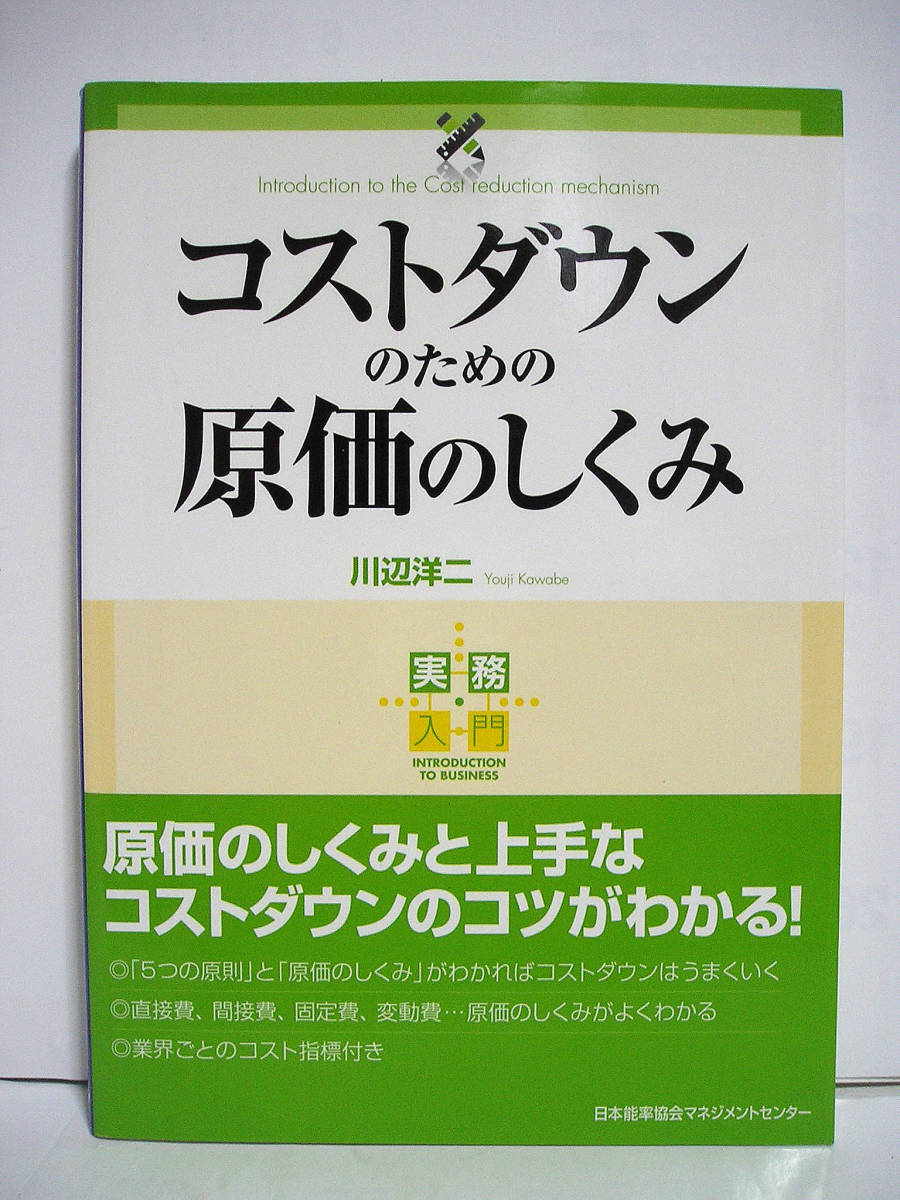 Introduction to the Cost reduction mechanism
コストダウン
のための
原価のしくみ
川辺洋二 Youji Kawabe
実務
入門
INTRODUCTION
TO BUSINESS
原価のしくみと上手な
コストダウンのコツがわかる!
◎「5つの原則」と「原価のしくみ」がわかればコストダウンはうまくいく
◎直接費、間接費、固定費、変動費…原価のしくみがよくわかる
◎業界ごとのコスト指標付き
日本能率協会マネジメントセンター